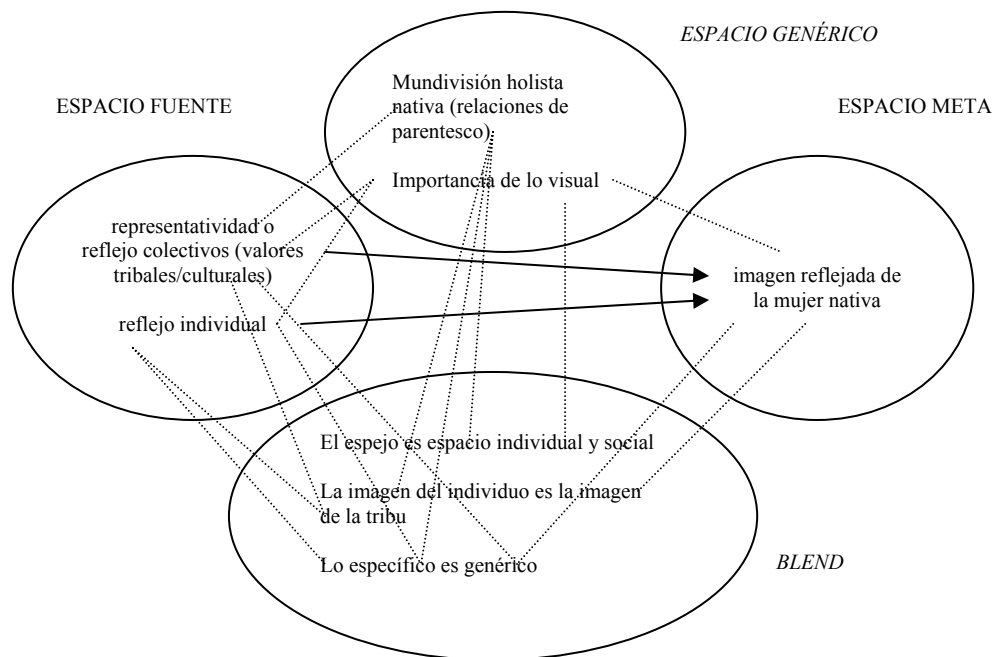 ESPACIO GENÉRICO
Mundivisión holista
nativa (relaciones de
parentesco)
Importancia de lo visual
ESPACIO FUENTE
ESPACIO META
representatividad o
reflejo colectivos (valores
tribales/culturales)
reflejo individual
imagen reflejada de
la mujer nativa
El espejo es espacio individual y social
La imagen del individuo es la imagen
de la tribu
Lo específico es genérico
BLEND